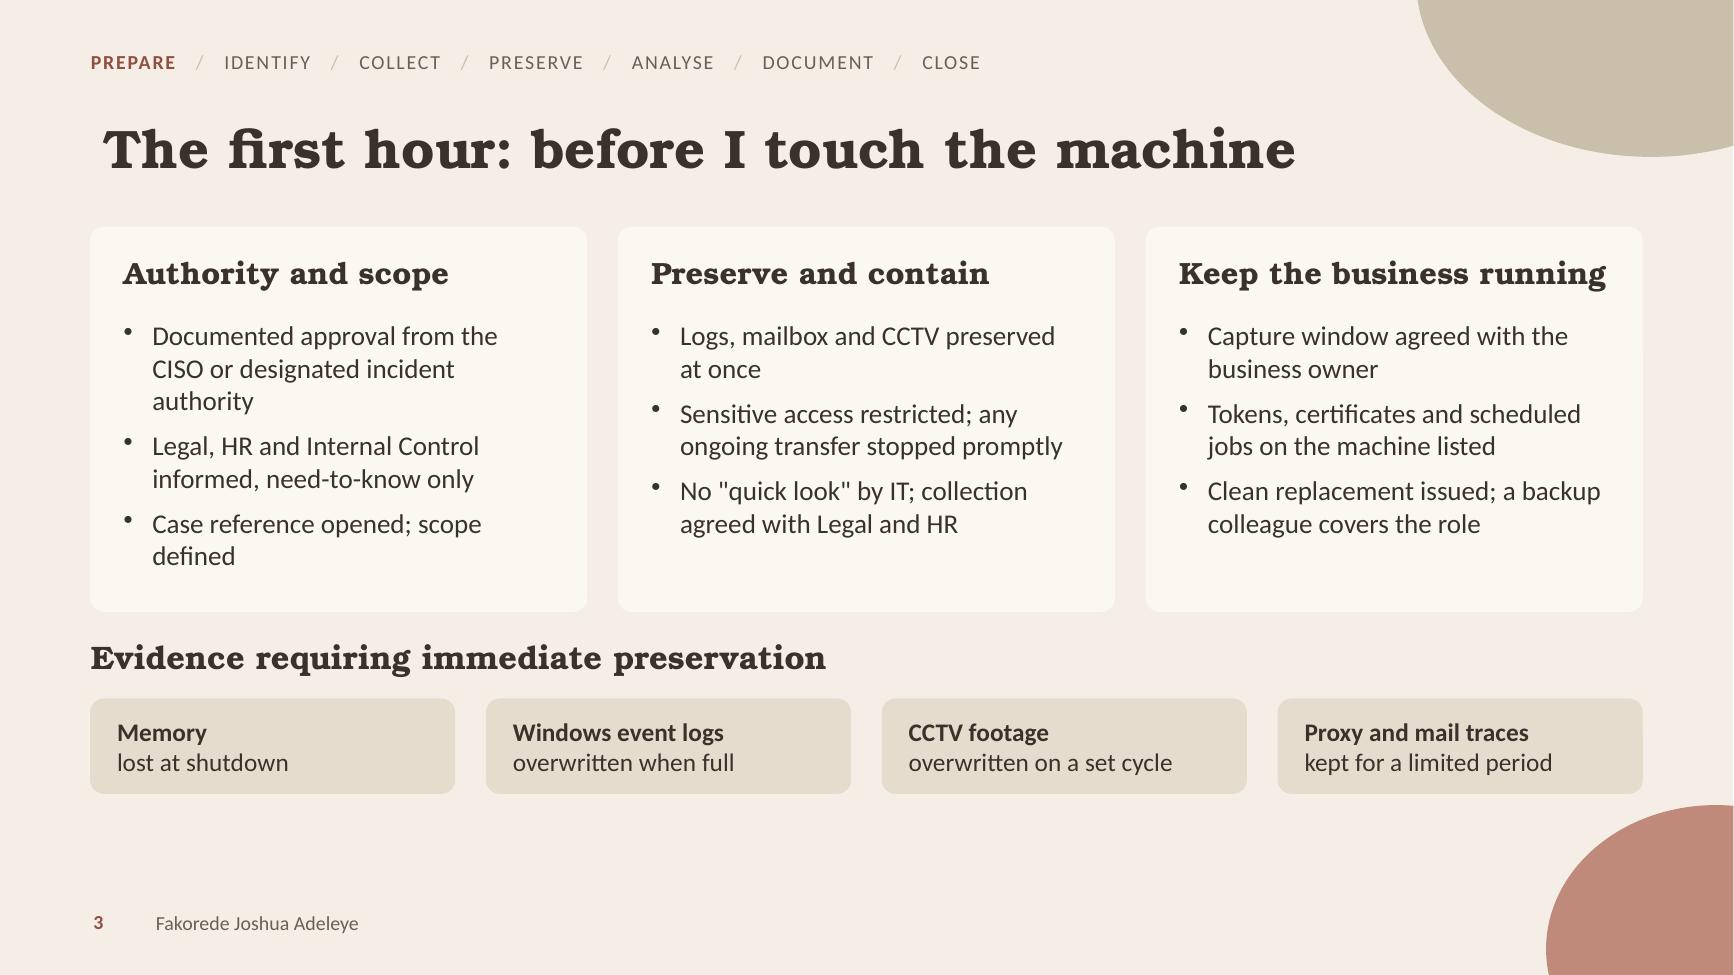 PREPARE / IDENTIFY / COLLECT / PRESERVE / ANALYSE / DOCUMENT / CLOSE
The first hour: before I touch the machine
Authority and scope
• Documented approval from the
CISO or designated incident
authority
• Legal, HR and Internal Control
informed, need-to-know only
• Case reference opened; scope
defined
Preserve and contain
• Logs, mailbox and CCTV preserved
at once
• Sensitive access restricted; any
ongoing transfer stopped promptly
• No "quick look" by IT; collection
agreed with Legal and HR
Keep the business running
• Capture window agreed with the
business owner
• Tokens, certificates and scheduled
jobs on the machine listed
• Clean replacement issued; a backup
colleague covers the role
Evidence requiring immediate preservation
Memory
lost at shutdown
Windows event logs
overwritten when full
CCTV footage
overwritten on a set cycle
Proxy and mail traces
kept for a limited period
3 Fakorede Joshua Adeleye